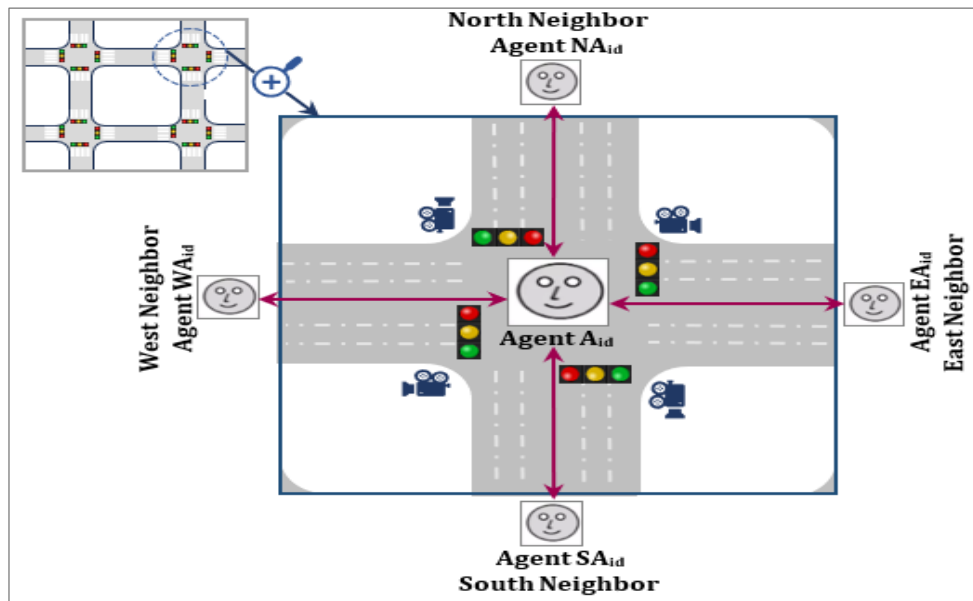 North Neighbor
Agent NAid
West Neighbor
Agent WAid
Agent Aid
Agent EAid
East Neighbor
Agent SAid
South Neighbor